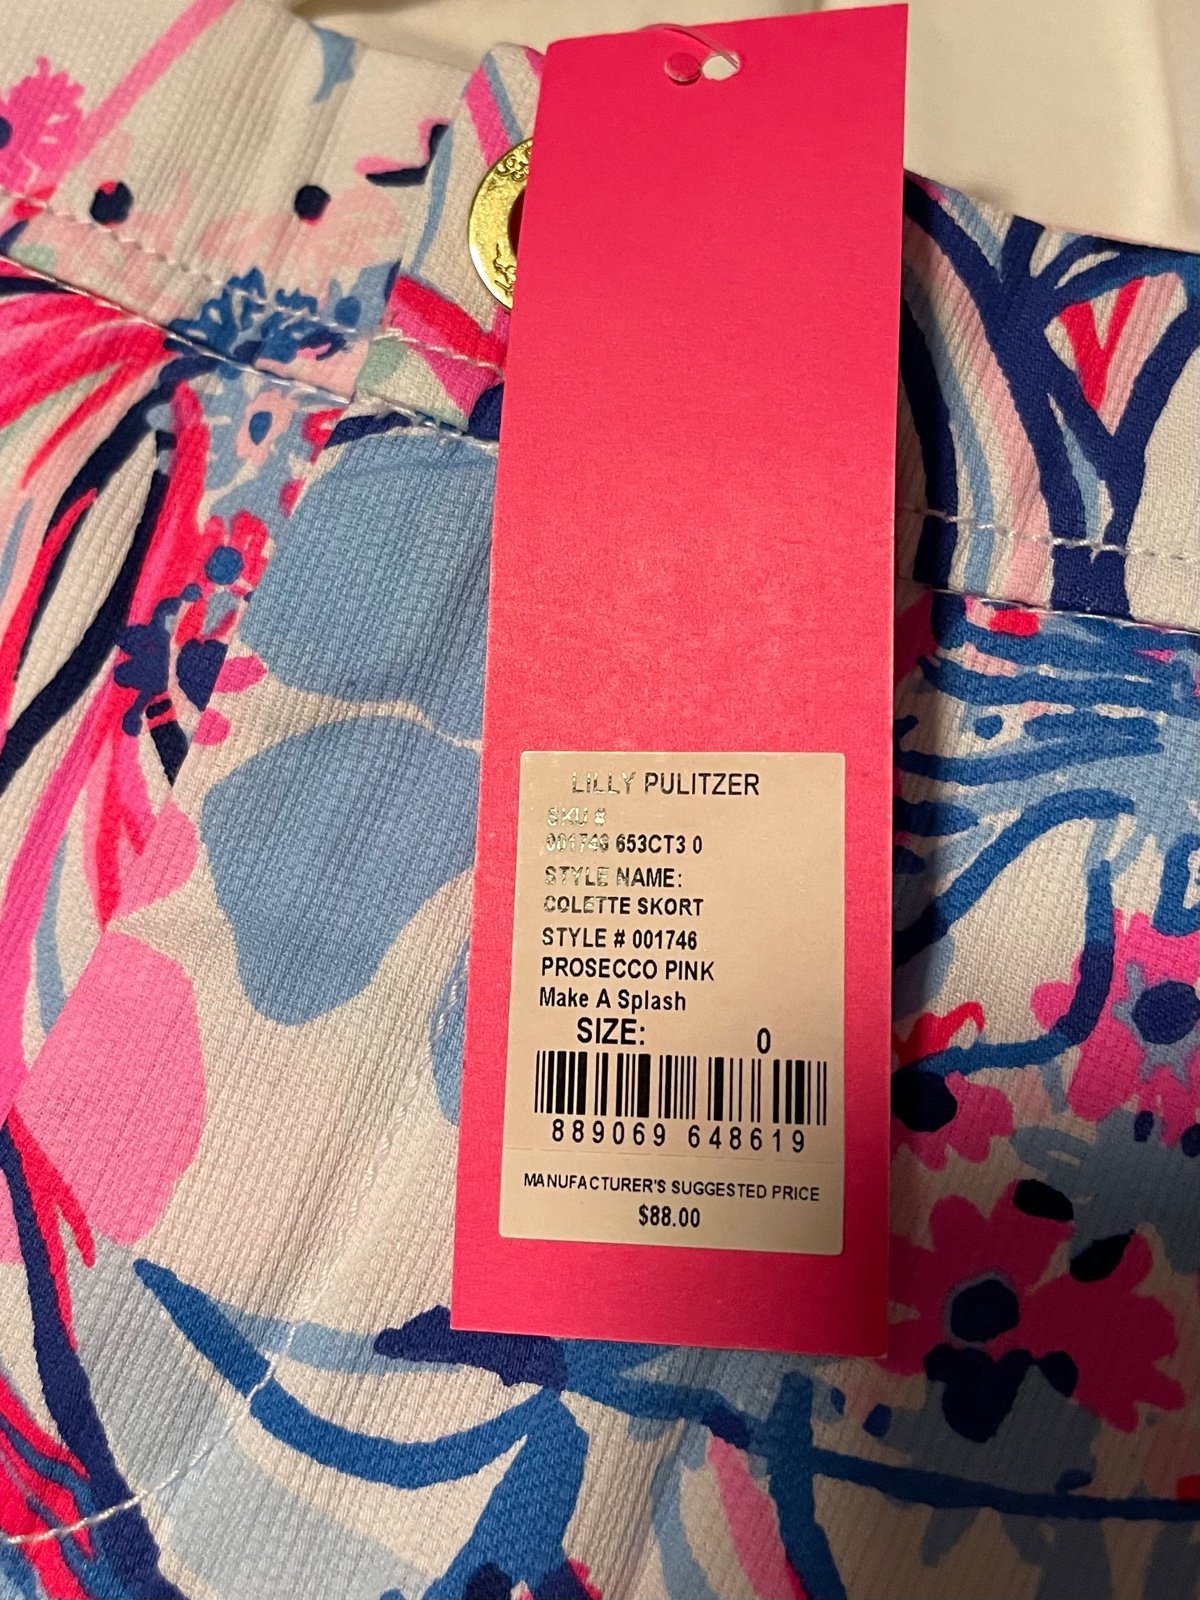 LILLY PULITZER
SKU #
001746 653CT3 0
STYLE NAME:
COLETTE SKORT
STYLE # 001746
PROSECCO PINK
Make A Splash
SIZE: 0
889069 648619
MANUFACTURER'S SUGGESTED PRICE
$88.00